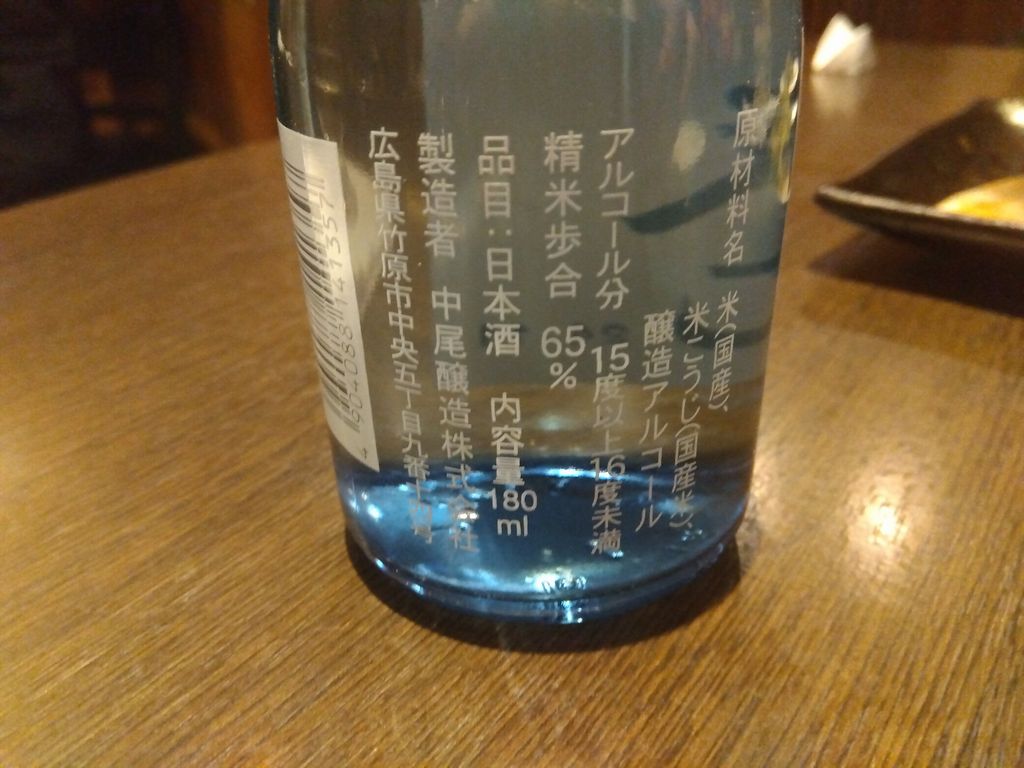 原材料名 米(国産)、
米こうじ(国産米)、
醸造アルコール
アルコール分 15度以上16度未満
精米歩合 65%
品目:日本酒 内容量180ml
製造者 中尾醸造株式会社
広島県竹原市中央五丁目九番十四号